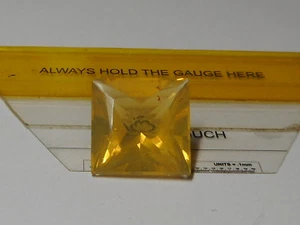 ALWAYS HOLD THE GAUGE HERE
UCH
UNITS = .1mm